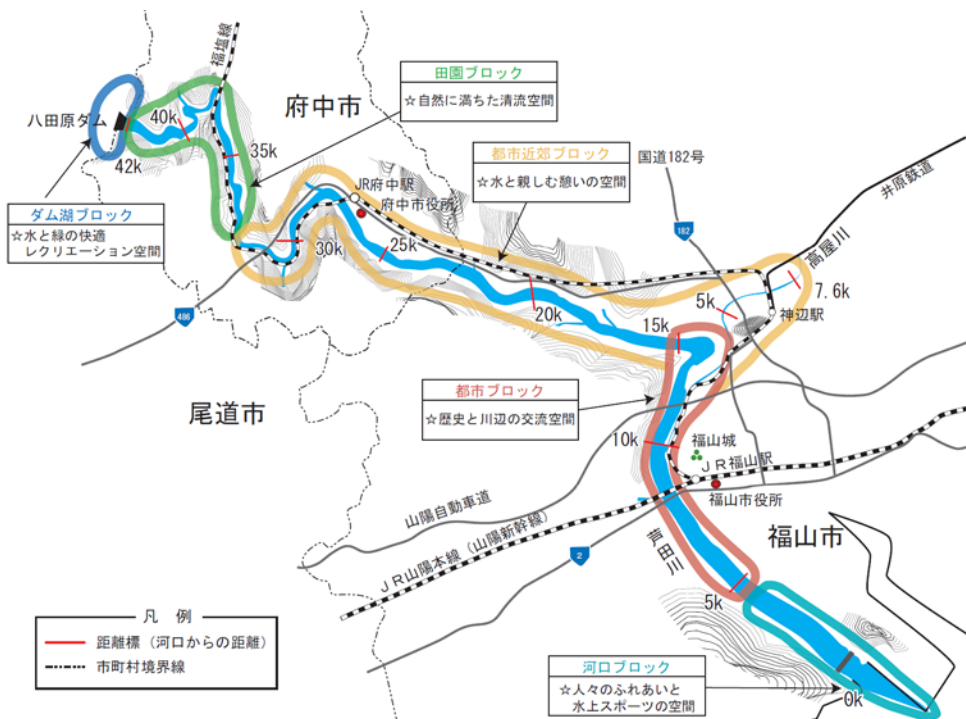 福塩線
田園ブロック
☆自然に満ちた清流空間
府中市
40k
八田原ダム
42k
35k
都市近郊ブロック
☆水と親しむ憩いの空間
国道182号
井原鉄道
JR府中駅
府中市役所
182
高屋川
ダム湖ブロック
☆水と緑の快適
レクリエーション空間
30k
25k
5k
7.6k
神辺駅
486
20k
15k
都市ブロック
☆歴史と川辺の交流空間
尾道市
10k
福山城
JR福山駅
福山市役所
山陽自動車道
JR山陽本線（山陽新幹線）
2
芦田川
福山市
5k
凡例
距離標（河口からの距離）
市町村境界線
河口ブロック
☆人々のふれあいと
水上スポーツの空間
0k